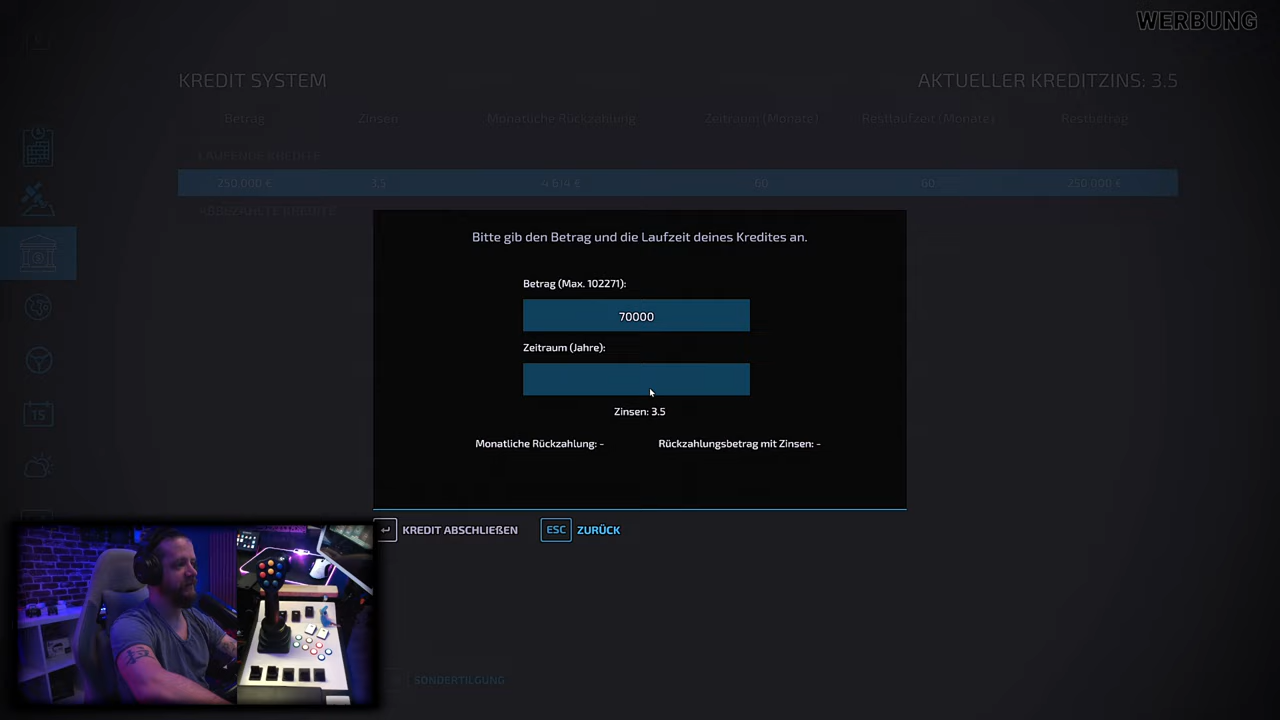 WERBUNG
KREDIT SYSTEM
AKTUELLER KREDITZINS: 3.5
Betrag Zinsen Monatliche Rückzahlung Zeitraum (Monate) Restlaufzeit (Monate) Restbetrag
LAUFENDE KREDITE
250.000 € 3,5 4 614 € 60 60 250.000 €
ABBEZAHLTE KREDITE
Bitte gib den Betrag und die Laufzeit deines Kredites an.
Betrag (Max. 102271):
70000
Zeitraum (Jahre):
Zinsen: 3.5
Monatliche Rückzahlung: - Rückzahlungsbetrag mit Zinsen: -
KREDIT ABSCHLIEßEN ESC ZURÜCK
SONDERTILGUNG
15